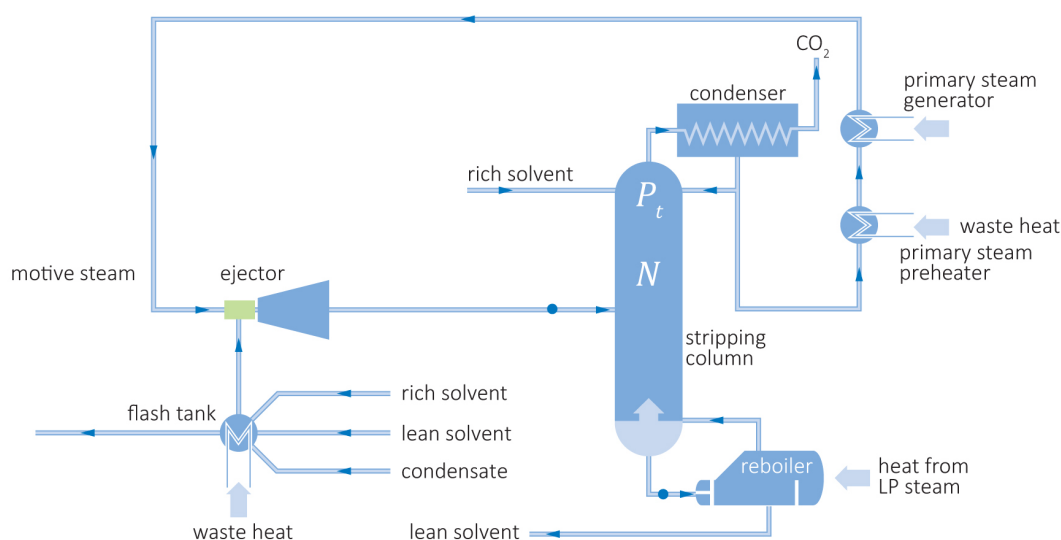 CO₂
condenser
primary steam
generator
rich solvent
P_t
N
waste heat
primary steam
preheater
motive steam
ejector
stripping
column
rich solvent
flash tank
lean solvent
condensate
reboiler
heat from
LP steam
waste heat
lean solvent